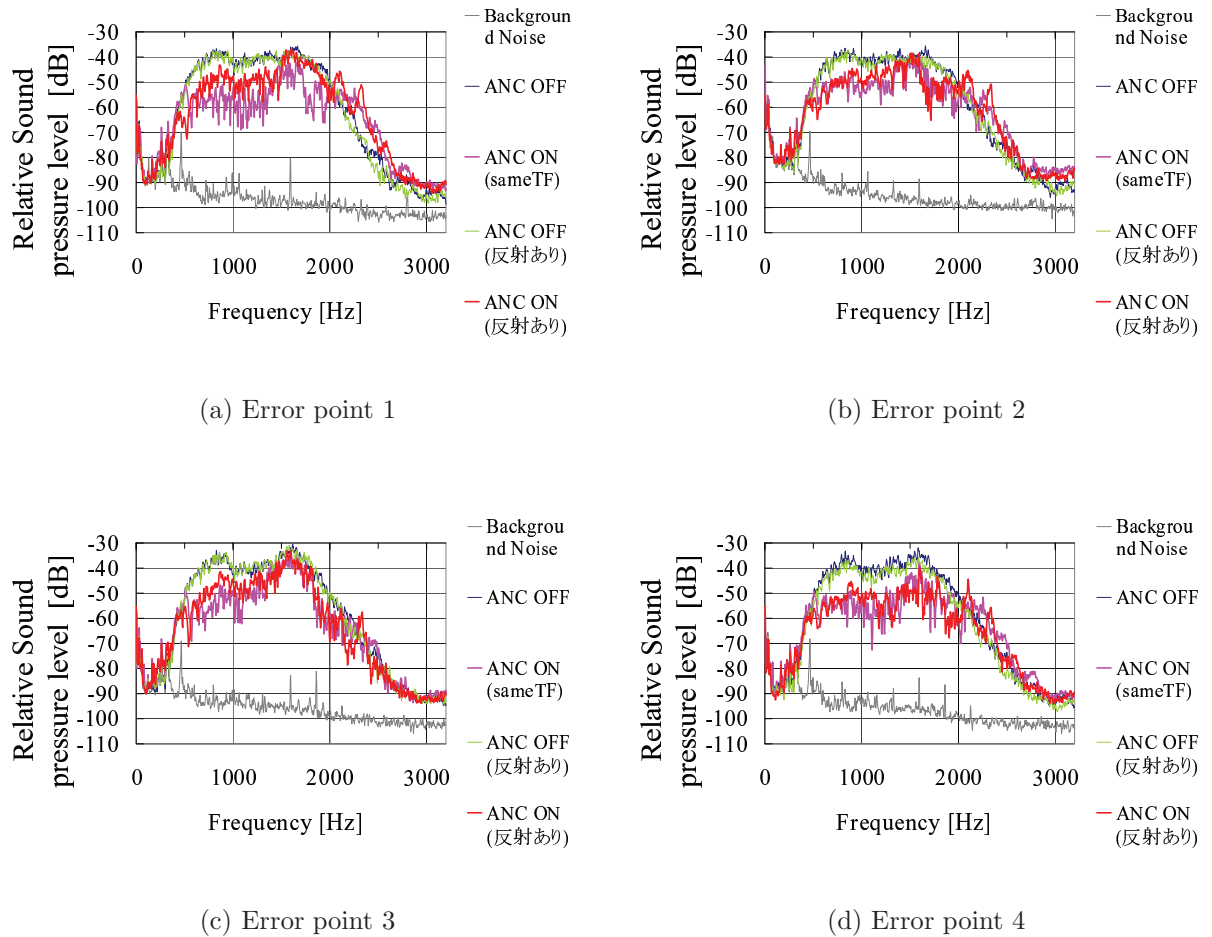 -30
-40
-50
-60
-70
-80
-90
-100
-110
0 1000 2000 3000
Relative Sound
pressure level [dB]
Frequency [Hz]
Backgroun
d Noise
ANC OFF
ANC ON
(sameTF)
ANC OFF
(反射あり)
ANC ON
(反射あり)
(a) Error point 1
-30
-40
-50
-60
-70
-80
-90
-100
-110
0 1000 2000 3000
Relative Sound
pressure level [dB]
Frequency [Hz]
Backgrou
nd Noise
ANC OFF
ANC ON
(sameTF)
ANC OFF
(反射あり)
ANC ON
(反射あり)
(b) Error point 2
-30
-40
-50
-60
-70
-80
-90
-100
-110
0 1000 2000 3000
Relative Sound
pressure level [dB]
Frequency [Hz]
Backgrou
nd Noise
ANC OFF
ANC ON
(sameTF)
ANC OFF
(反射あり)
ANC ON
(反射あり)
(c) Error point 3
-30
-40
-50
-60
-70
-80
-90
-100
-110
0 1000 2000 3000
Relative Sound
pressure level [dB]
Frequency [Hz]
Backgrou
nd Noise
ANC OFF
ANC ON
(sameTF)
ANC OFF
(反射あり)
ANC ON
(反射あり)
(d) Error point 4